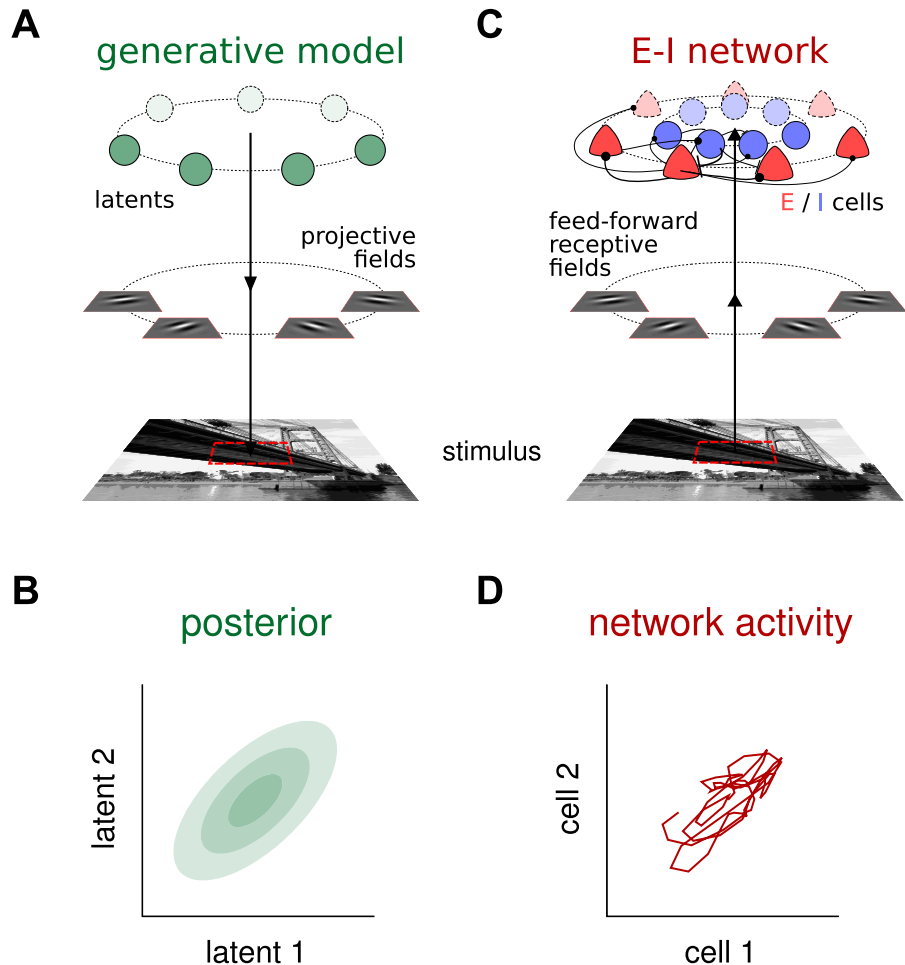 A
generative model
latents
projective
fields
C
E-I network
E / I cells
feed-forward
receptive
fields
stimulus
B
posterior
latent 2
latent 1
D
network activity
cell 2
cell 1